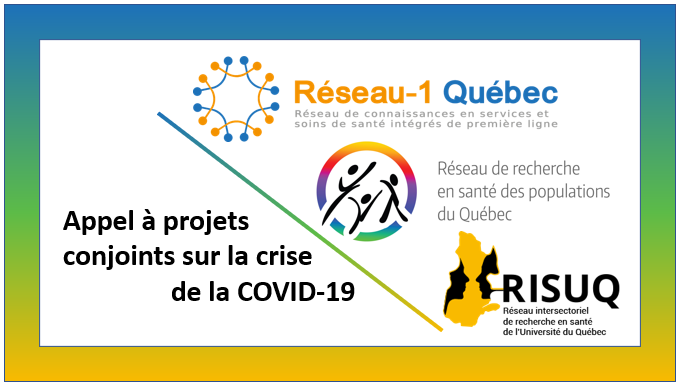 Réseau-1 Québec
Réseau de connaissances en services et
soins de santé intégrés de première ligne
Réseau de recherche
en santé des populations
du Québec
Appel à projets
conjoints sur la crise
de la COVID-19
RISUQ
Réseau intersectoriel
de recherche en santé
de l'Université du Québec